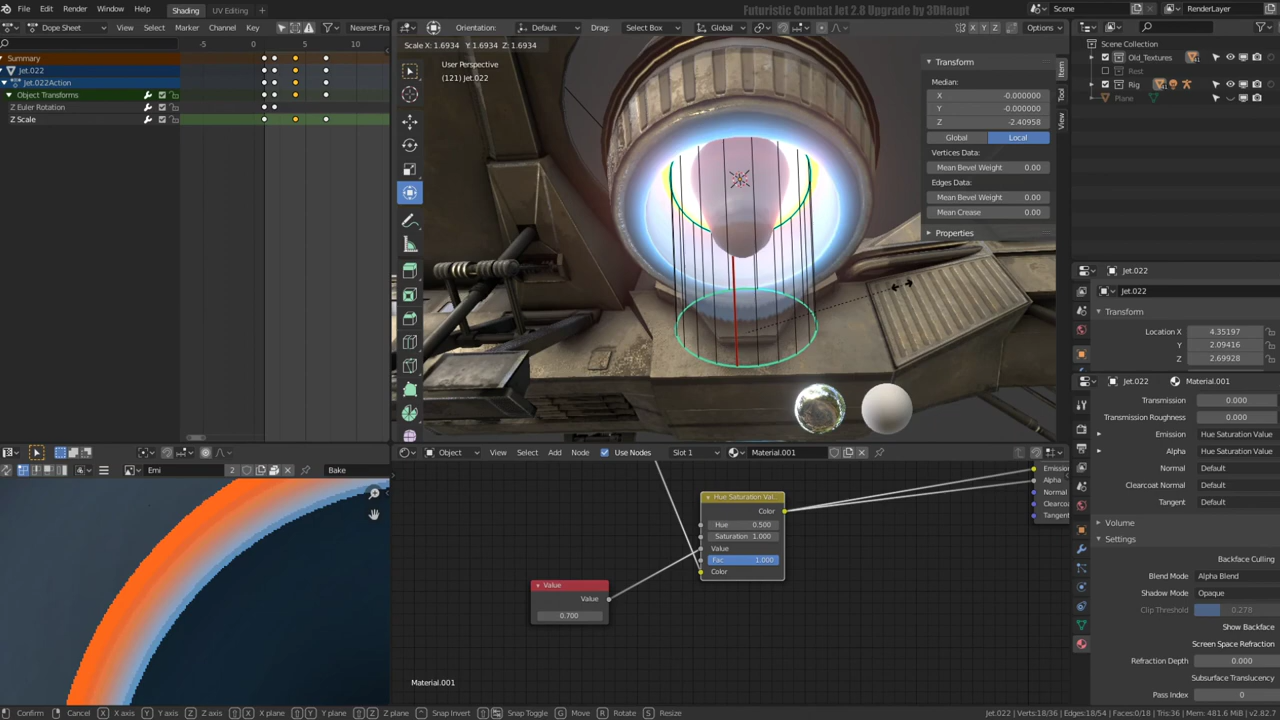 File Edit Render Window Help Shading UV Editing
Futuristic Combat Jet 2.8 Upgrade by 3DHaupt
Scene RenderLayer
Dope Sheet View Select Marker Channel Key Nearest Fra
Orientation: Default Drag: Select Box Global X Y Z Options
-5 0 5 10
Summary
Jet.022
Jet.022Action
Object Transforms
Z Euler Rotation
Z Scale
Scale X: 1.6934 Y: 1.6934 Z: 1.6934
User Perspective
(121) Jet.022
Transform
Median:
X -0.000000
Y -0.000000
Z -2.40958
Global Local
Vertices Data:
Mean Bevel Weight 0.00
Edges Data:
Mean Bevel Weight 0.00
Mean Crease 0.00
Properties
Item
Tool
View
Scene Collection
Old_Textures
Rest
Rig
Plane
Jet.022
Jet.022
Transform
Location X 4.35197
Y 2.09416
Z 2.69928
Jet.022 Material.001
Transmission 0.000
Transmission Roughness 0.000
Emission Hue Saturation Value
Alpha Hue Saturation Value
Normal Default
Clearcoat Normal Default
Tangent Default
Volume
Settings
Backface Culling
Blend Mode Alpha Blend
Shadow Mode Opaque
Clip Threshold 0.278
Show Backface
Screen Space Refraction
Refraction Depth 0.000
Subsurface Translucency
Pass Index 0
Emi 2 Bake
Object View Select Add Node Use Nodes Slot 1 Material.001
Hue Saturation Val..
Color
Hue 0.500
Saturation 1.000
Value
Fac 1.000
Color
Value
Value
0.700
Emissio
Alpha
Normal
Clearco
Tangent
Material.001
Confirm Cancel X axis Y axis Z axis X plane Y plane Z plane Snap Invert Snap Toggle Move Rotate Resize
Jet.022 | Verts:18/36 | Edges:18/54 | Faces:0/18 | Tris:36 | Mem: 481.6 MiB | v2.82.7